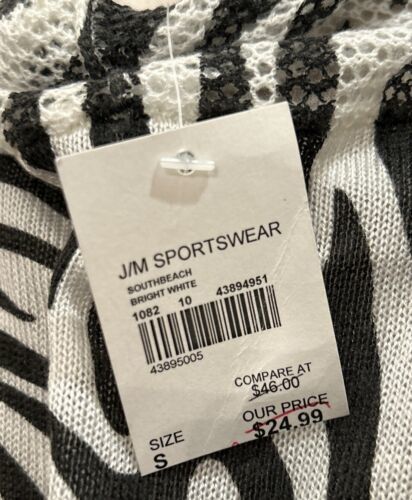 J/M SPORTSWEAR
SOUTHBEACH
BRIGHT WHITE
1082 10 43894951
43895005
COMPARE AT
$46.00
OUR PRICE
$24.99
SIZE
S